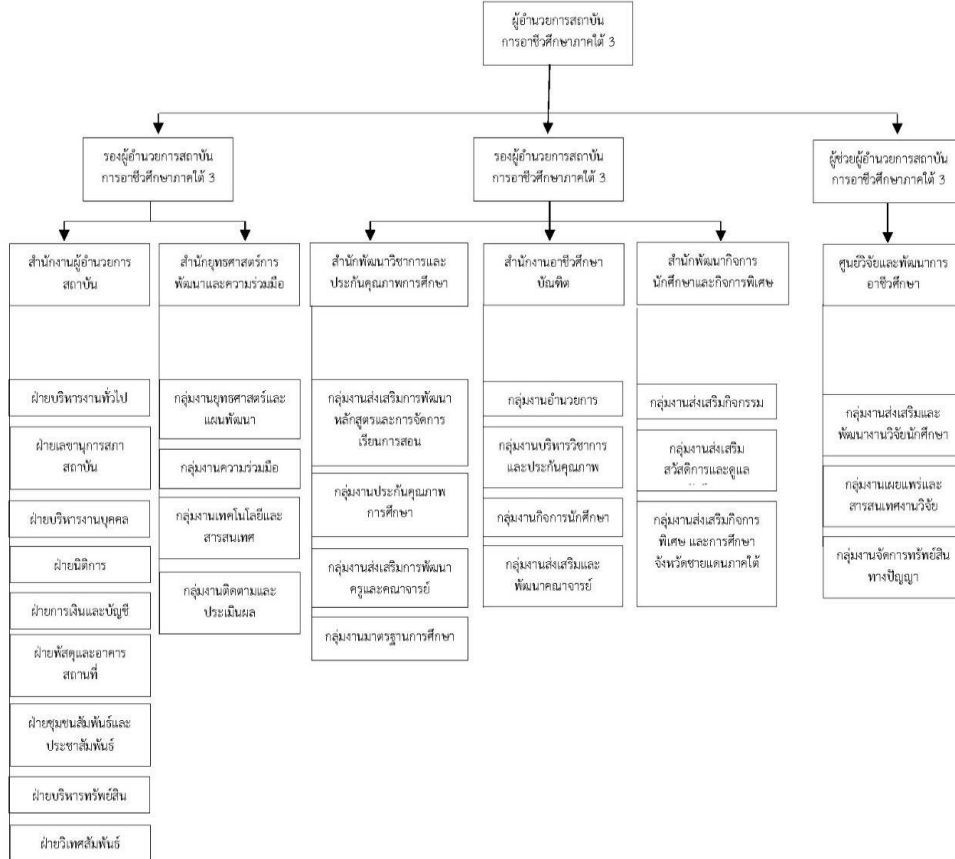 ผู้อำนวยการสถาบัน
การอาชีวศึกษาภาคใต้ 3
รองผู้อำนวยการสถาบัน
การอาชีวศึกษาภาคใต้ 3
รองผู้อำนวยการสถาบัน
การอาชีวศึกษาภาคใต้ 3
ผู้ช่วยผู้อำนวยการสถาบัน
การอาชีวศึกษาภาคใต้ 3
สำนักงานผู้อำนวยการ
สถาบัน
สำนักยุทธศาสตร์การ
พัฒนาและความร่วมมือ
สำนักพัฒนาวิชาการและ
ประกันคุณภาพการศึกษา
สำนักงานอาชีวศึกษา
บัณฑิต
สำนักพัฒนากิจการ
นักศึกษาและกิจการพิเศษ
ศูนย์วิจัยและพัฒนาการ
อาชีวศึกษา
ฝ่ายบริหารงานทั่วไป
ฝ่ายเลขานุการสภา
สถาบัน
ฝ่ายบริหารงานบุคคล
ฝ่ายนิติการ
ฝ่ายการเงินและบัญชี
ฝ่ายพัสดุและอาคาร
สถานที่
ฝ่ายชุมชนสัมพันธ์และ
ประชาสัมพันธ์
ฝ่ายบริหารทรัพย์สิน
ฝ่ายวิเทศสัมพันธ์
กลุ่มงานยุทธศาสตร์และ
แผนพัฒนา
กลุ่มงานความร่วมมือ
กลุ่มงานเทคโนโลยีและ
สารสนเทศ
กลุ่มงานติดตามและ
ประเมินผล
กลุ่มงานส่งเสริมการพัฒนา
หลักสูตรและการจัดการ
เรียนการสอน
กลุ่มงานประกันคุณภาพ
การศึกษา
กลุ่มงานส่งเสริมการพัฒนา
ครูและคณาจารย์
กลุ่มงานมาตรฐานการศึกษา
กลุ่มงานอำนวยการ
กลุ่มงานบริหารวิชาการ
และประกันคุณภาพ
กลุ่มงานกิจการนักศึกษา
กลุ่มงานส่งเสริมและ
พัฒนาคณาจารย์
กลุ่มงานส่งเสริมกิจกรรม
กลุ่มงานส่งเสริม
สวัสดิการและดูแล
กลุ่มงานส่งเสริมกิจการ
พิเศษ และการศึกษา
จังหวัดชายแดนภาคใต้
กลุ่มงานส่งเสริมและ
พัฒนางานวิจัยนักศึกษา
กลุ่มงานเผยแพร่และ
สารสนเทศงานวิจัย
กลุ่มงานจัดการทรัพย์สิน
ทางปัญญา